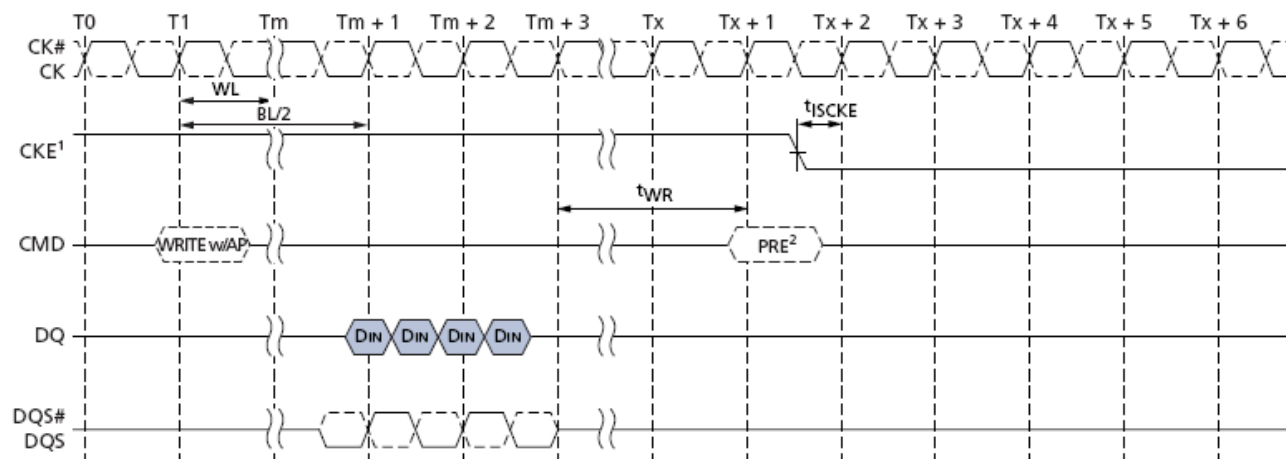 T0 T1 Tm Tm + 1 Tm + 2 Tm + 3 Tx Tx + 1 Tx + 2 Tx + 3 Tx + 4 Tx + 5 Tx + 6
CK#
CK
WL
BL/2
tISCKE
CKE¹
tWR
CMD WRITE w/AP PRE²
DQ DIN DIN DIN DIN
DQS#
DQS